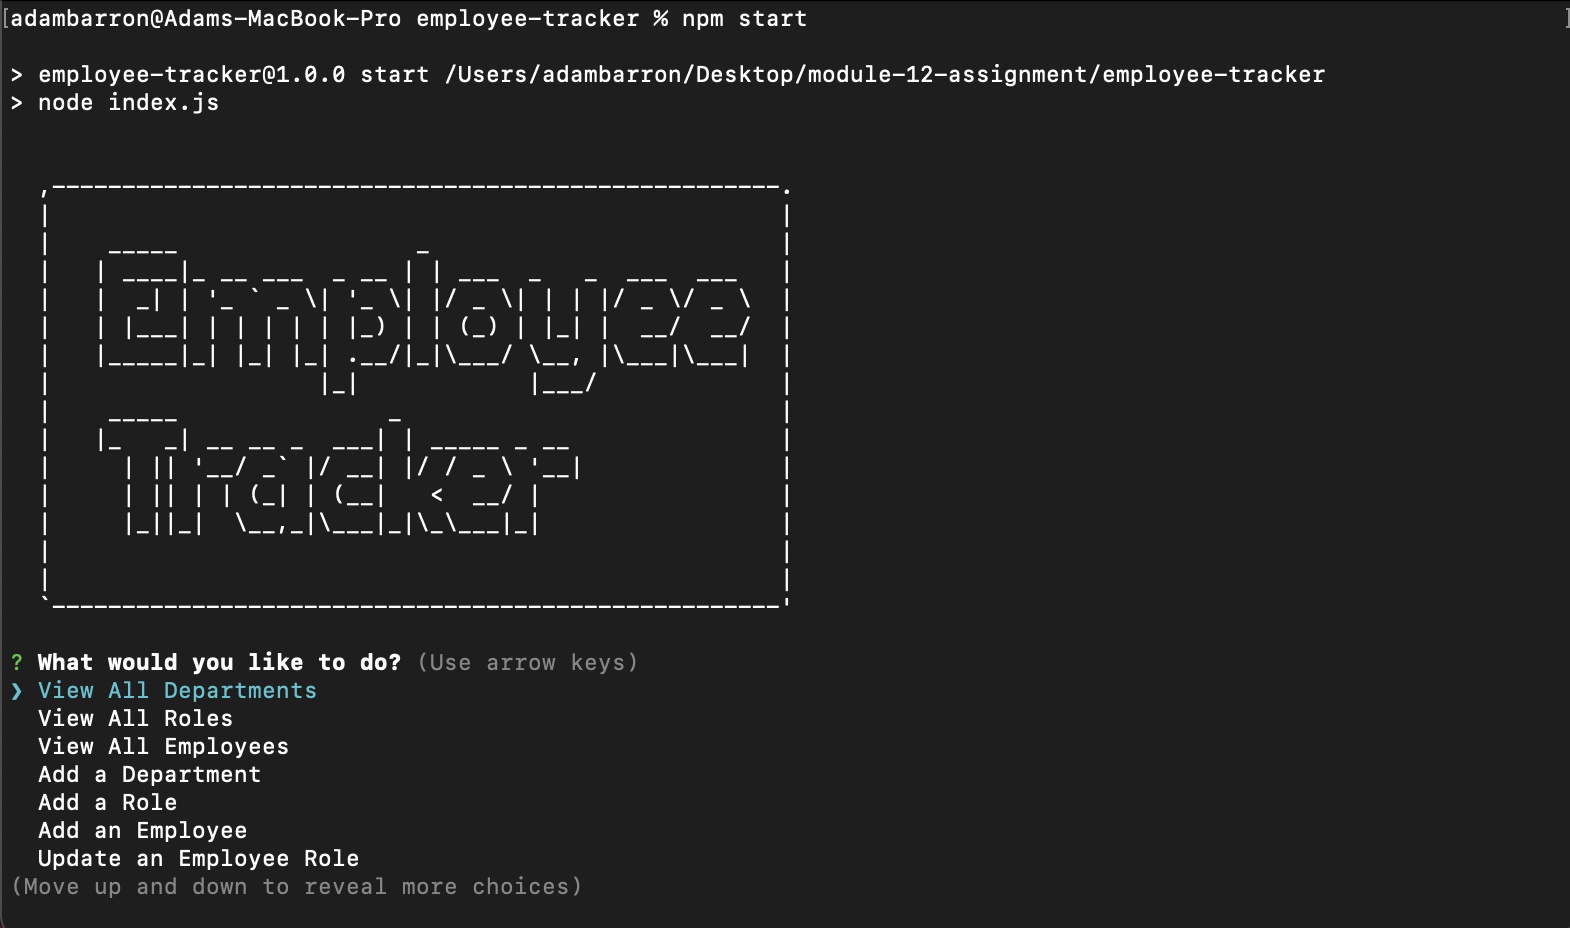 [adambarron@Adams-MacBook-Pro employee-tracker % npm start ]
> employee-tracker@1.0.0 start /Users/adambarron/Desktop/module-12-assignment/employee-tracker
> node index.js
Employee
Tracker
? What would you like to do? (Use arrow keys)
❯ View All Departments
View All Roles
View All Employees
Add a Department
Add a Role
Add an Employee
Update an Employee Role
(Move up and down to reveal more choices)